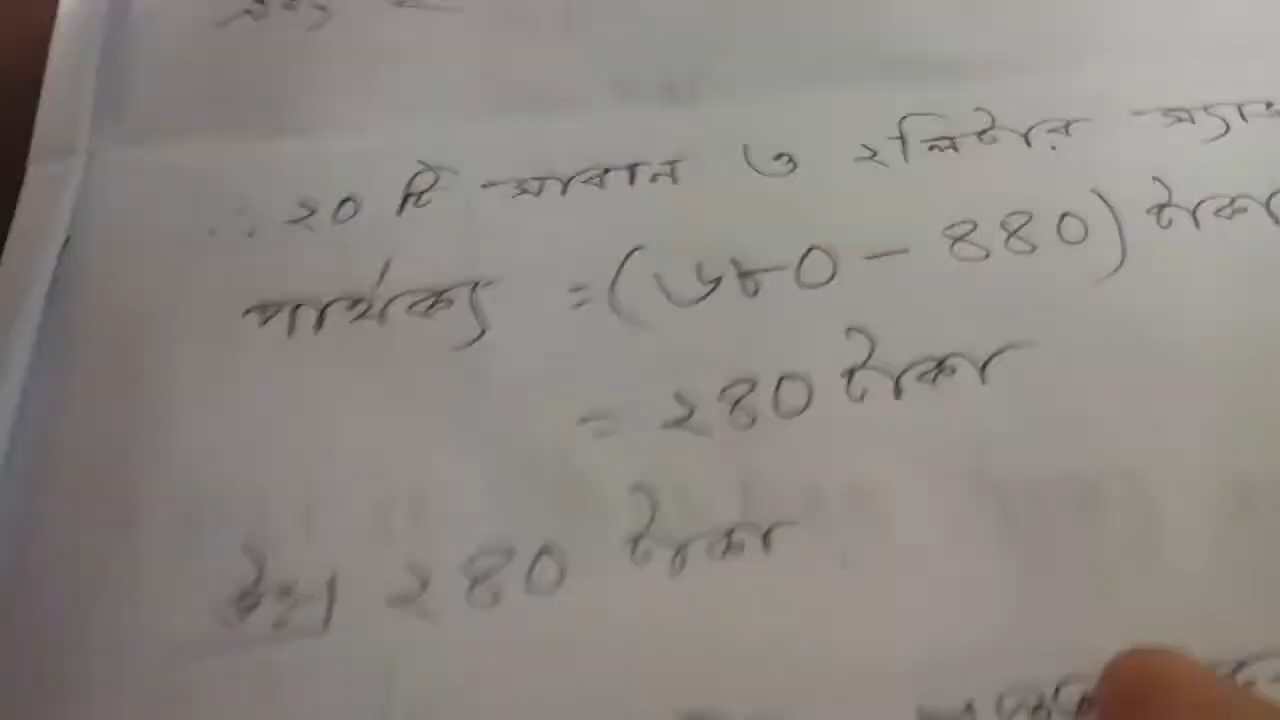 ∴ ২০ টি সাবান ও ২লিটার
পার্থক্য = (৬৮০ - ৪৪০) টাকা
= ২৪০ টাকা
উঃ। ২৪০ টাকা